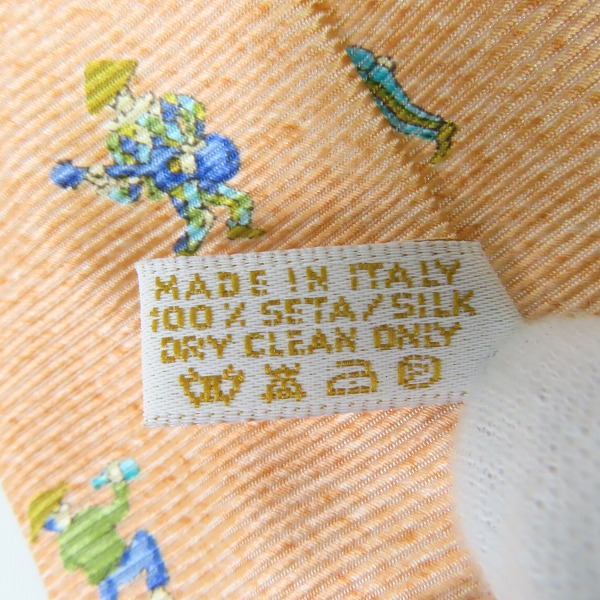 MADE IN ITALY
100% SETA/SILK
DRY CLEAN ONLY